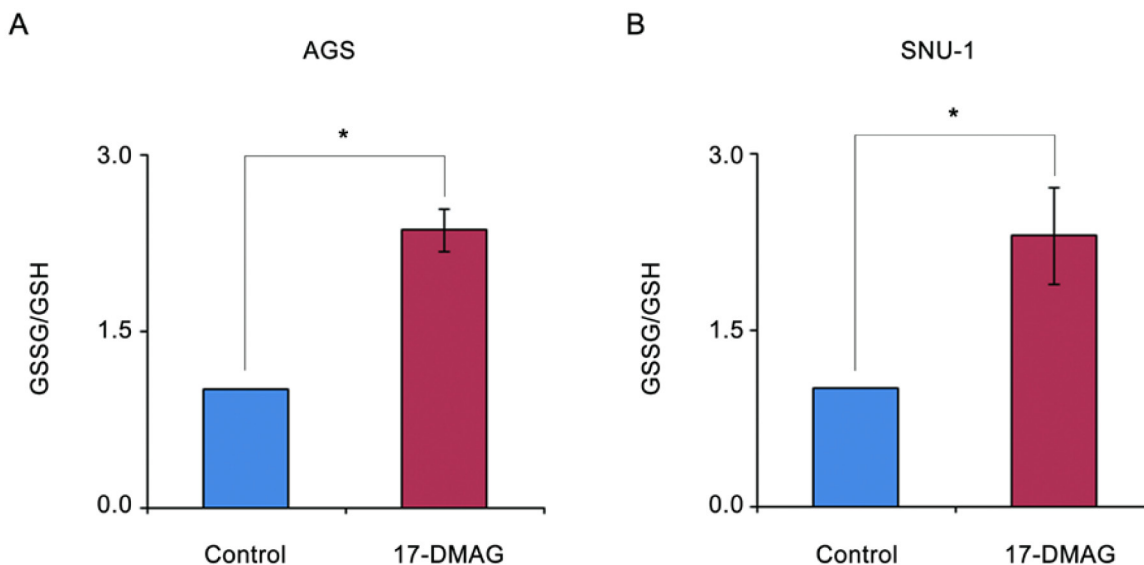 A
AGS
*
3.0
1.5
0.0
GSSG/GSH
Control 17-DMAG
B
SNU-1
*
3.0
1.5
0.0
GSSG/GSH
Control 17-DMAG